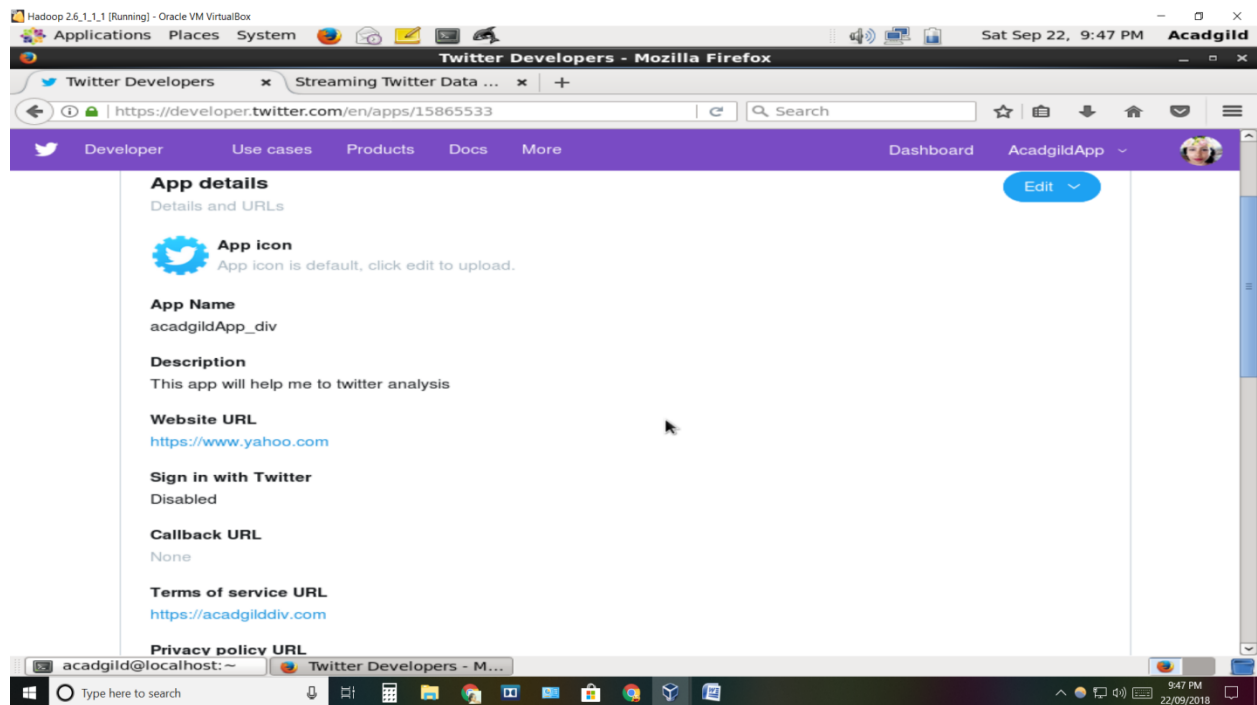 Hadoop 2.6_1_1_1 [Running] - Oracle VM VirtualBox
Applications Places System Sat Sep 22, 9:47 PM Acadgild
Twitter Developers - Mozilla Firefox
Twitter Developers Streaming Twitter Data ...
https://developer.twitter.com/en/apps/15865533 Search
Developer Use cases Products Docs More Dashboard AcadgildApp
App details
Edit
Details and URLs
App icon
App icon is default, click edit to upload.
App Name
acadgildApp_div
Description
This app will help me to twitter analysis
Website URL
https://www.yahoo.com
Sign in with Twitter
Disabled
Callback URL
None
Terms of service URL
https://acadgilddiv.com
Privacy policy URL
acadgild@localhost:~ Twitter Developers - M...
Type here to search 9:47 PM
22/09/2018